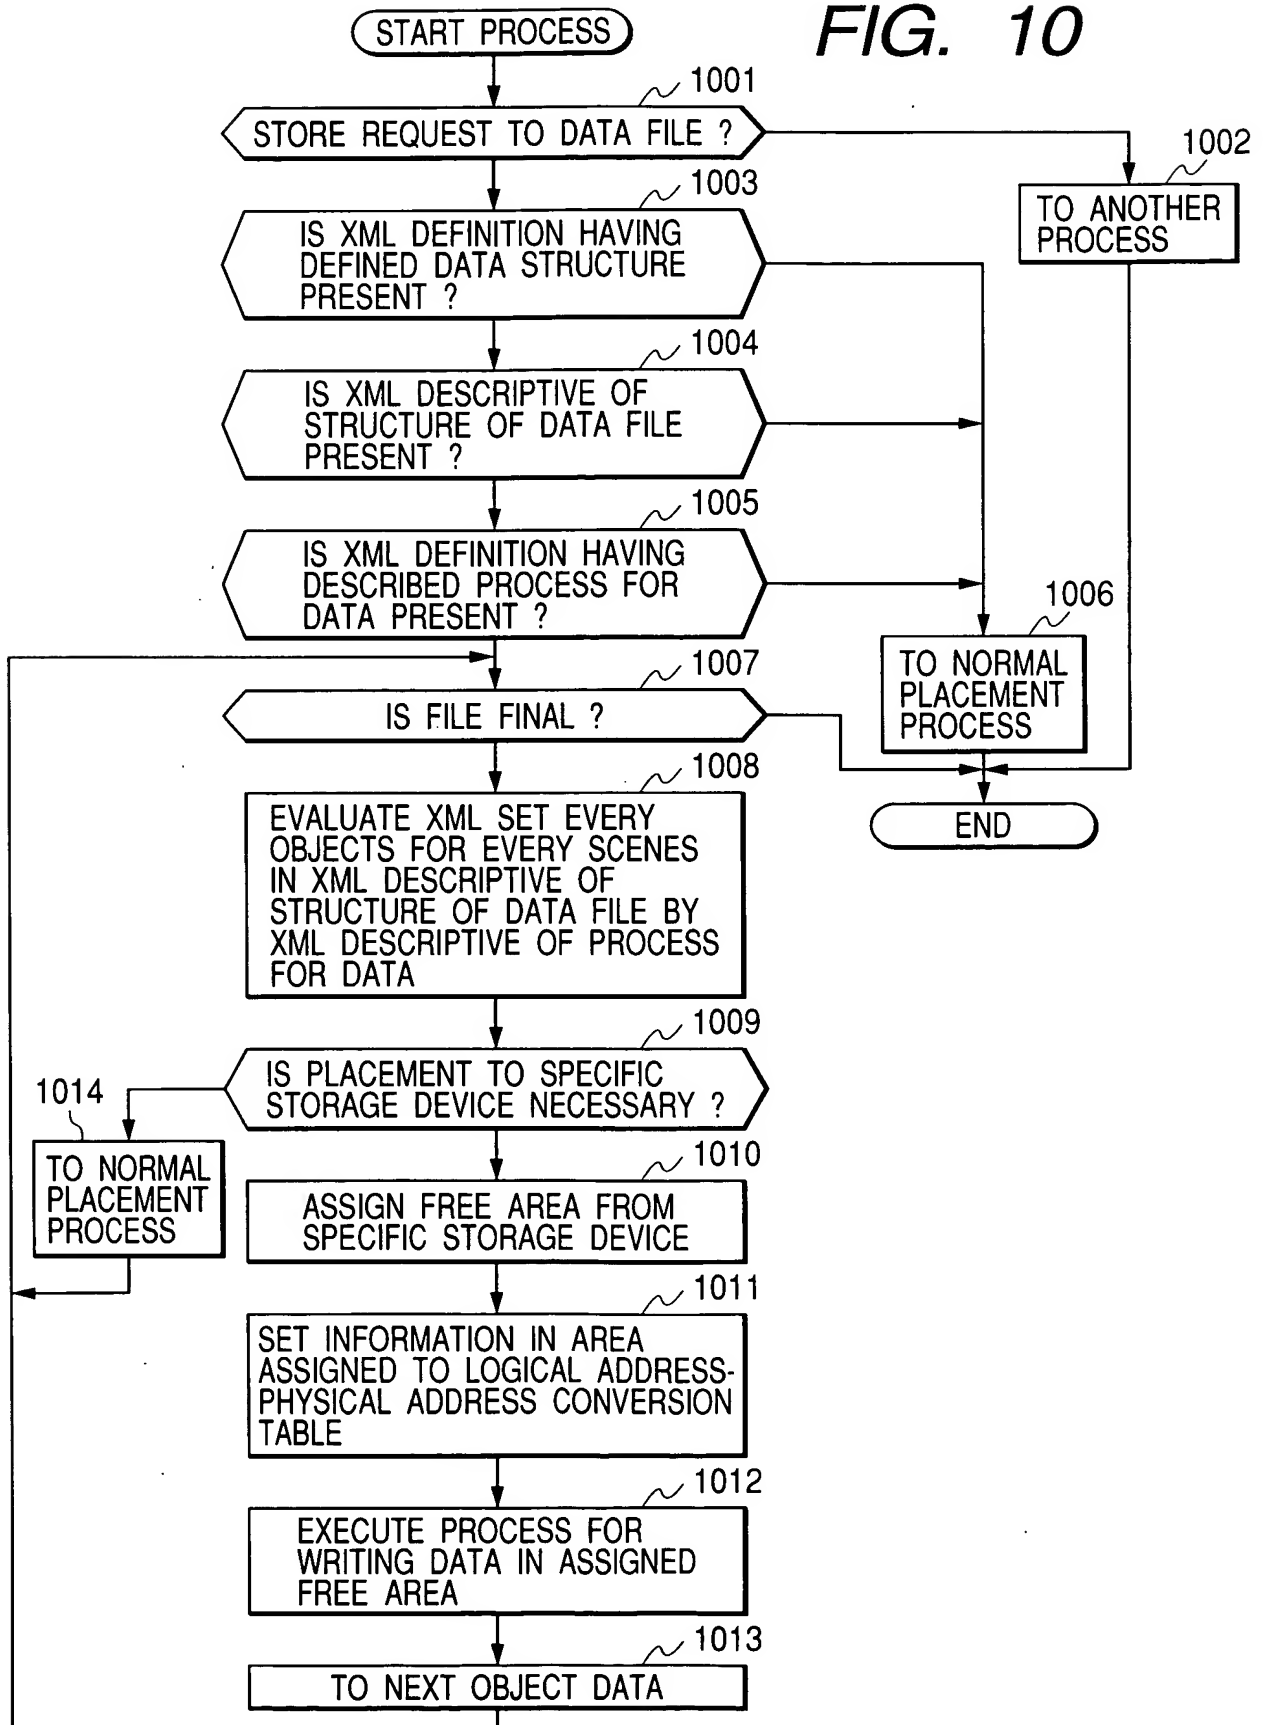 FIG. 10
START PROCESS
1001
STORE REQUEST TO DATA FILE ?
1002
TO ANOTHER
PROCESS
1003
IS XML DEFINITION HAVING
DEFINED DATA STRUCTURE
PRESENT ?
1004
IS XML DESCRIPTIVE OF
STRUCTURE OF DATA FILE
PRESENT ?
1005
IS XML DEFINITION HAVING
DESCRIBED PROCESS FOR
DATA PRESENT ?
1006
TO NORMAL
PLACEMENT
PROCESS
1007
IS FILE FINAL ?
END
1008
EVALUATE XML SET EVERY
OBJECTS FOR EVERY SCENES
IN XML DESCRIPTIVE OF
STRUCTURE OF DATA FILE BY
XML DESCRIPTIVE OF PROCESS
FOR DATA
1009
IS PLACEMENT TO SPECIFIC
STORAGE DEVICE NECESSARY ?
1014
TO NORMAL
PLACEMENT
PROCESS
1010
ASSIGN FREE AREA FROM
SPECIFIC STORAGE DEVICE
1011
SET INFORMATION IN AREA
ASSIGNED TO LOGICAL ADDRESS-
PHYSICAL ADDRESS CONVERSION
TABLE
1012
EXECUTE PROCESS FOR
WRITING DATA IN ASSIGNED
FREE AREA
1013
TO NEXT OBJECT DATA